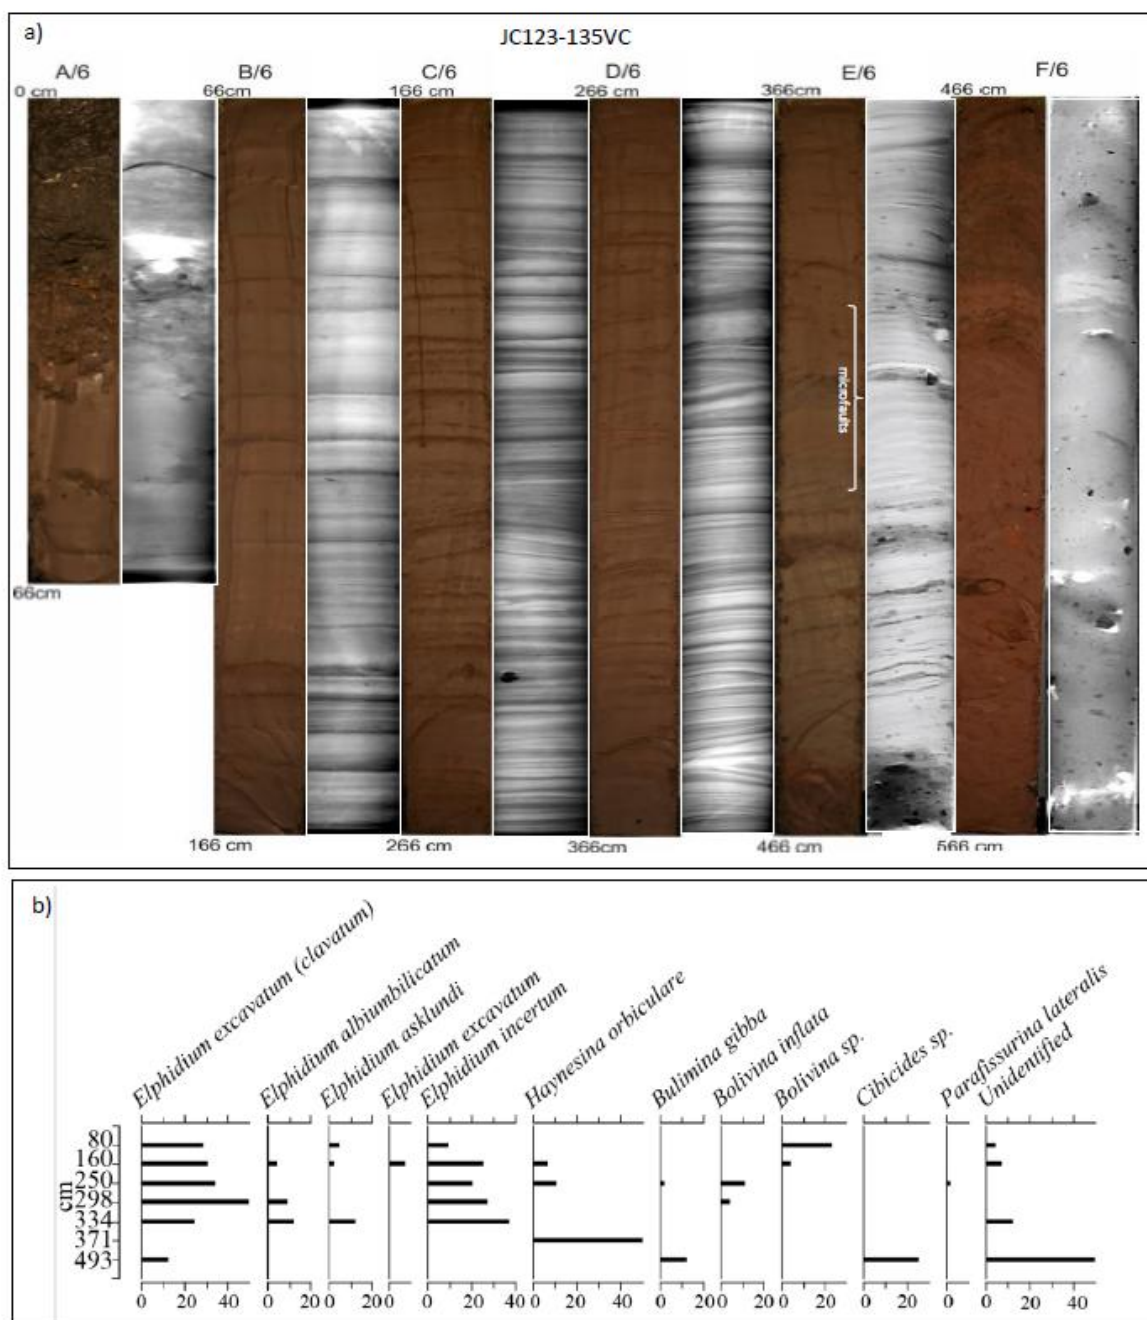 a)
JC123-135VC
A/6 B/6 C/6 D/6 E/6 F/6
0 cm 66cm 166 cm 266 cm 366cm 466 cm
microfaults
66cm
166 cm 266 cm 366cm 466 cm 566 cm
b)
Elphidium excavatum (clavatum)
Elphidium albiumbilicatum
Elphidium asklundi
Elphidium excavatum
Elphidium incertum
Haynesina orbiculare
Bulimina gibba
Bolivina inflata
Bolivina sp.
Cibicides sp.
Parafissurina lateralis
Unidentified
cm
80
160
250
298
334
371
493
0 20 40 0 20 0 20 0 0 20 40 0 20 40 0 20 0 20 0 20 0 20 0 0 20 40